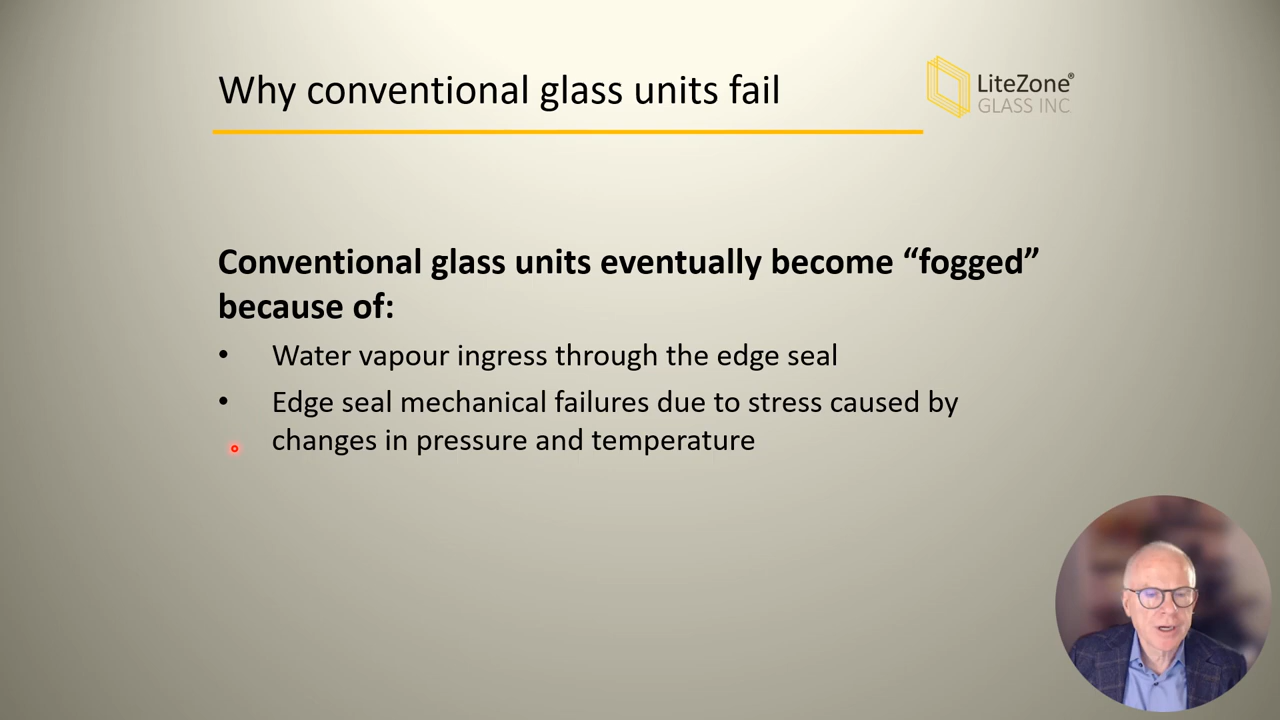 Why conventional glass units fail
LiteZone®
GLASS INC
Conventional glass units eventually become “fogged”
because of:
• Water vapour ingress through the edge seal
• Edge seal mechanical failures due to stress caused by
changes in pressure and temperature